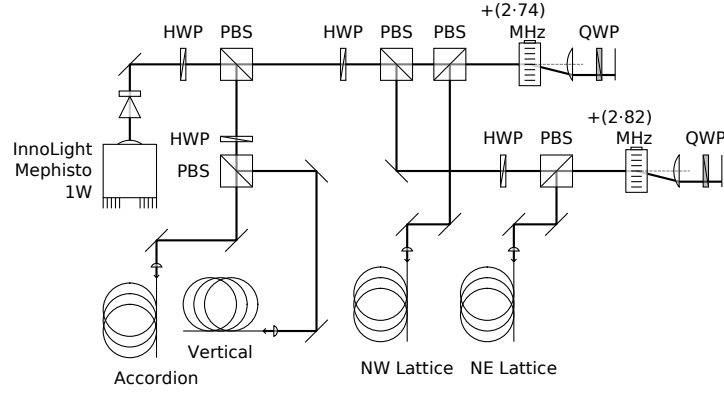 +(2·74)
MHz
HWP
PBS
HWP
PBS
PBS
QWP
+(2·82)
MHz
HWP
PBS
HWP
PBS
QWP
InnoLight
Mephisto
1W
Vertical
Accordion
NW Lattice
NE Lattice